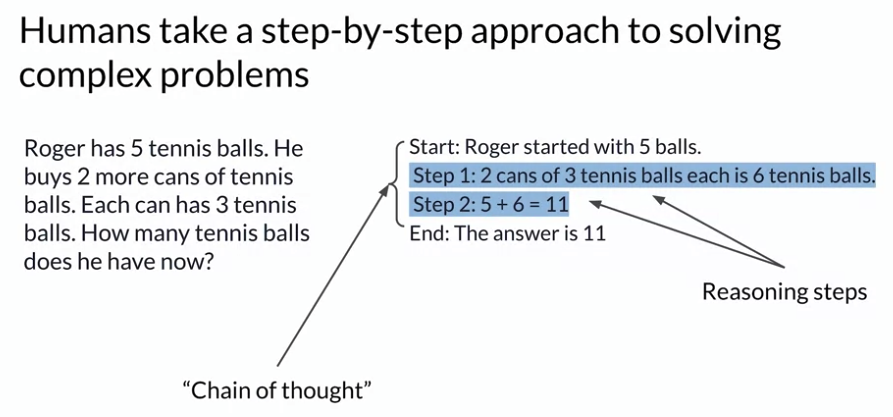 Humans take a step-by-step approach to solving
complex problems
Roger has 5 tennis balls. He
buys 2 more cans of tennis
balls. Each can has 3 tennis
balls. How many tennis balls
does he have now?
Start: Roger started with 5 balls.
Step 1: 2 cans of 3 tennis balls each is 6 tennis balls.
Step 2: 5 + 6 = 11
End: The answer is 11
Reasoning steps
“Chain of thought”